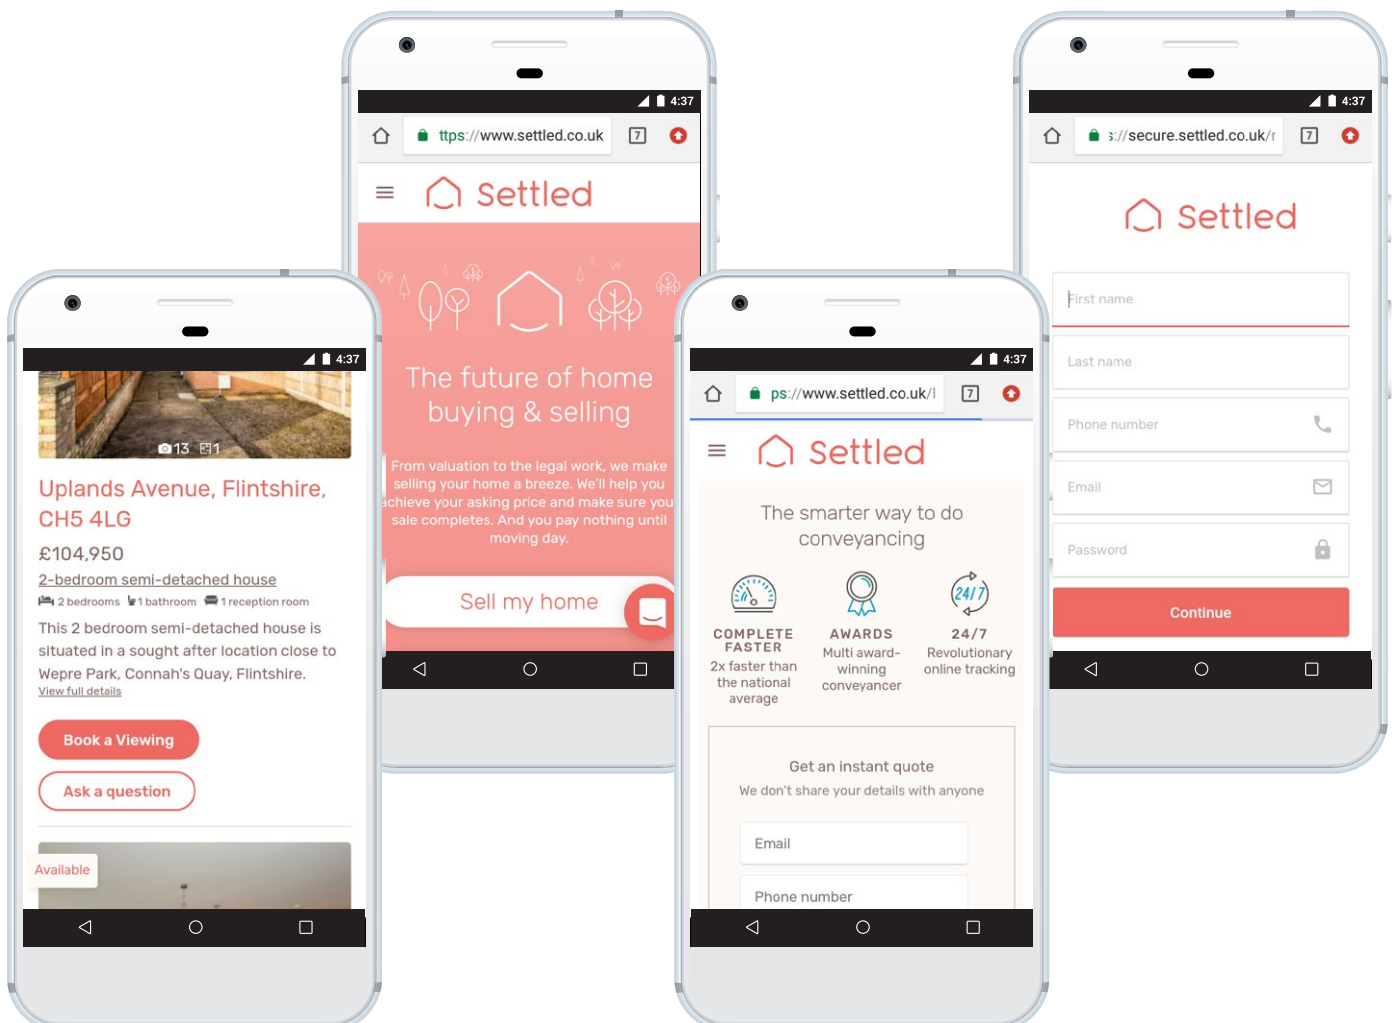 4:37
ttps://www.settled.co.uk
7
Settled
The future of home
buying & selling
From valuation to the legal work, we make
selling your home a breeze. We'll help you
achieve your asking price and make sure you
sale completes. And you pay nothing until
moving day.
Sell my home
4:37
s://secure.settled.co.uk/r
7
Settled
First name
Last name
Phone number
Email
Password
Continue
4:37
13 1
Uplands Avenue, Flintshire,
CH5 4LG
£104,950
2-bedroom semi-detached house
2 bedrooms 1 bathroom 1 reception room
This 2 bedroom semi-detached house is
situated in a sought after location close to
Wepre Park, Connah's Quay, Flintshire.
View full details
Book a Viewing
Ask a question
Available
4:37
ps://www.settled.co.uk/l
7
Settled
The smarter way to do
conveyancing
24/7
COMPLETE
FASTER
2x faster than
the national
average
AWARDS
Multi award-
winning
conveyancer
24/7
Revolutionary
online tracking
Get an instant quote
We don't share your details with anyone
Email
Phone number